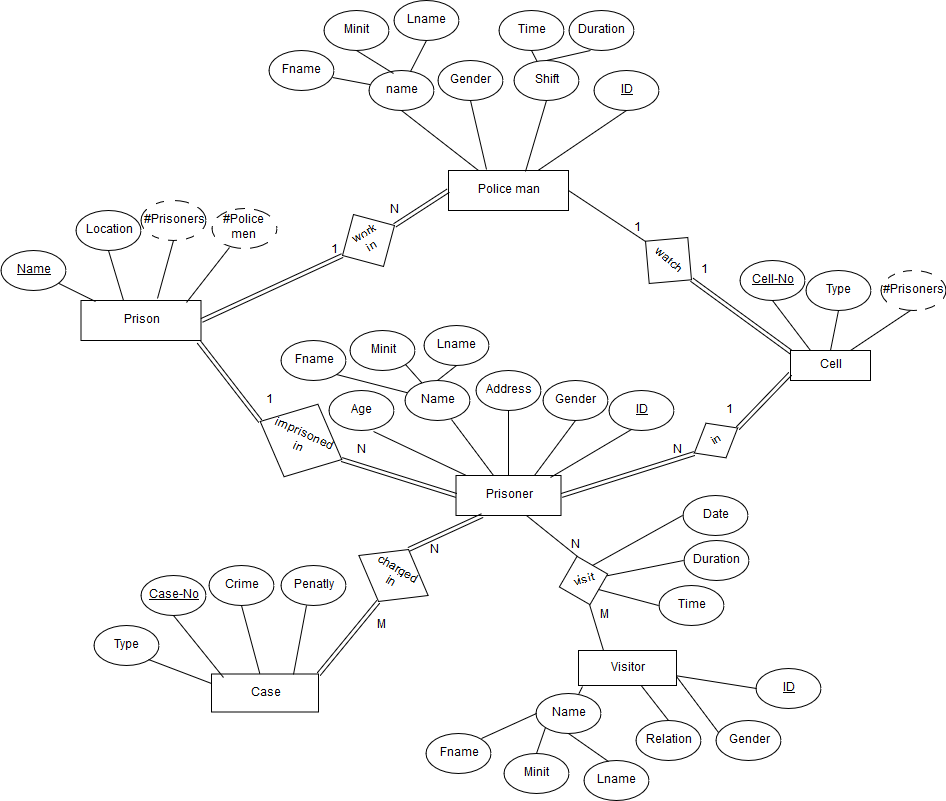 Lname
Minit
Time
Duration
Fname
name
Gender
Shift
ID
Police man
N
#Prisoners
#Police
men
Location
work
in
1
1
watch
1
Name
Cell-No
Type
#Prisoners
Prison
Fname
Minit
Lname
Cell
Age
Name
Address
Gender
ID
1
1
imprisoned
in
N
N
in
Prisoner
Date
N
N
charged
in
visit
Duration
Case-No
Crime
Penatly
Time
M
M
Type
Case
Visitor
ID
Name
Relation
Gender
Fname
Minit
Lname